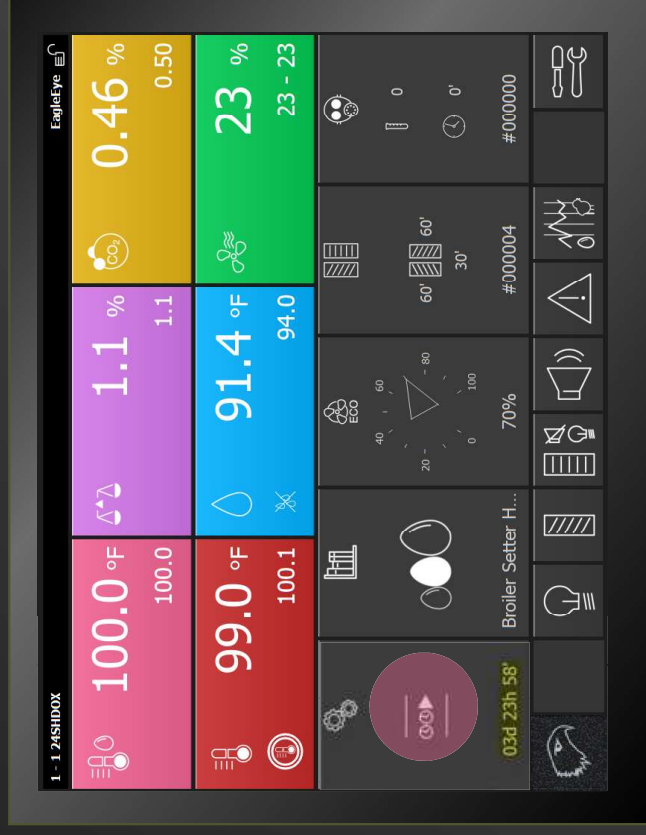 1 - 1 24SHDOX
EagleEye
100.0 °F
100.0
1.1 %
1.1
CO₂
0.46 %
0.50
99.0 °F
100.1
91.4 °F
94.0
23 %
23 - 23
03d 23h 58'
Broiler Setter H...
ECO
0
20
40
60
80
100
70%
60' 60'
30'
#000004
0
0'
#000000